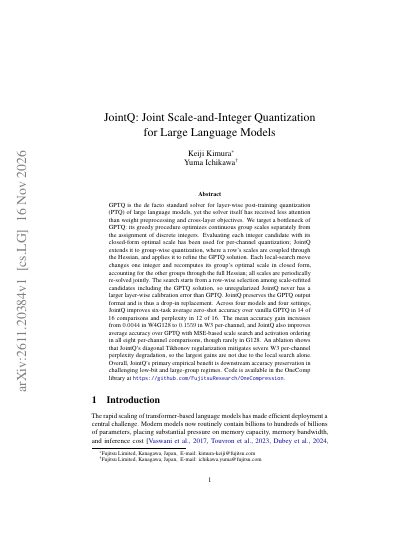 JointQ: Joint Scale-and-Integer Quantization
for Large Language Models
Keiji Kimura*
Yuma Ichikawa†
arXiv:2611.20384v1 [cs.LG] 16 Nov 2026
Abstract
GPTQ is the de facto standard solver for layer-wise post-training quantization
(PTQ) of large language models, yet the solver itself has received less attention
than weight preprocessing and cross-layer objectives. We target a bottleneck of
GPTQ: its greedy procedure optimizes continuous group scales separately from
the assignment of discrete integers. Evaluating each integer candidate with its
closed-form optimal scale has been used for per-channel quantization; JointQ
extends it to group-wise quantization, where a row's scales are coupled through
the Hessian, and applies it to refine the GPTQ solution. Each local-search move
changes one integer and recomputes its group's optimal scale in closed form,
accounting for the other groups through the full Hessian; all scales are periodically
re-solved jointly. The search starts from a row-wise selection among scale-refitted
candidates including the GPTQ solution, so unregularized JointQ never has a
larger layer-wise calibration error than GPTQ. JointQ preserves the GPTQ output
format and is thus a drop-in replacement. Across four models and four settings,
JointQ improves six-task average zero-shot accuracy over vanilla GPTQ in 14 of
16 comparisons and perplexity in 12 of 16. The mean accuracy gain increases
from 0.0044 in W4G128 to 0.1559 in W3 per-channel, and JointQ also improves
average accuracy over GPTQ with MSE-based scale search and activation ordering
in all eight per-channel comparisons, though rarely in G128. An ablation shows
that JointQ's diagonal Tikhonov regularization mitigates severe W3 per-channel
perplexity degradation, so the largest gains are not due to the local search alone.
Overall, JointQ's primary empirical benefit is downstream accuracy preservation in
challenging low-bit and large-group regimes. Code is available in the OneComp
library at https://github.com/FujitsuResearch/OneCompression.
1 Introduction
The rapid scaling of transformer-based language models has made efficient deployment a
central challenge. Modern models now routinely contain billions to hundreds of billions
of parameters, placing substantial pressure on memory capacity, memory bandwidth,
and inference cost [Vaswani et al., 2017, Touvron et al., 2023, Dubey et al., 2024,
*Fujitsu Limited, Kanagawa, Japan. E-mail: kimura-keiji@fujitsu.com
†Fujitsu Limited, Kanagawa, Japan. E-mail: ichikawa.yuma@fujitsu.com
1